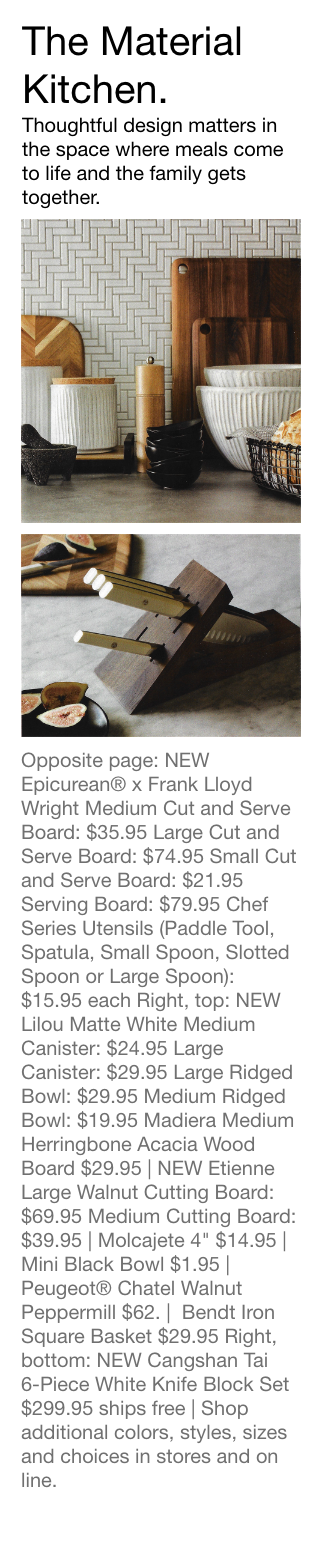 The Material
Kitchen.
Thoughtful design matters in
the space where meals come
to life and the family gets
together.
Opposite page: NEW
Epicurean® x Frank Lloyd
Wright Medium Cut and Serve
Board: $35.95 Large Cut and
Serve Board: $74.95 Small Cut
and Serve Board: $21.95
Serving Board: $79.95 Chef
Series Utensils (Paddle Tool,
Spatula, Small Spoon, Slotted
Spoon or Large Spoon):
$15.95 each Right, top: NEW
Lilou Matte White Medium
Canister: $24.95 Large
Canister: $29.95 Large Ridged
Bowl: $29.95 Medium Ridged
Bowl: $19.95 Madiera Medium
Herringbone Acacia Wood
Board $29.95 | NEW Etienne
Large Walnut Cutting Board:
$69.95 Medium Cutting Board:
$39.95 | Molcajete 4" $14.95 |
Mini Black Bowl $1.95 |
Peugeot® Chatel Walnut
Peppermill $62. |  Bendt Iron
Square Basket $29.95 Right,
bottom: NEW Cangshan Tai
6-Piece White Knife Block Set
$299.95 ships free | Shop
additional colors, styles, sizes
and choices in stores and on
line.